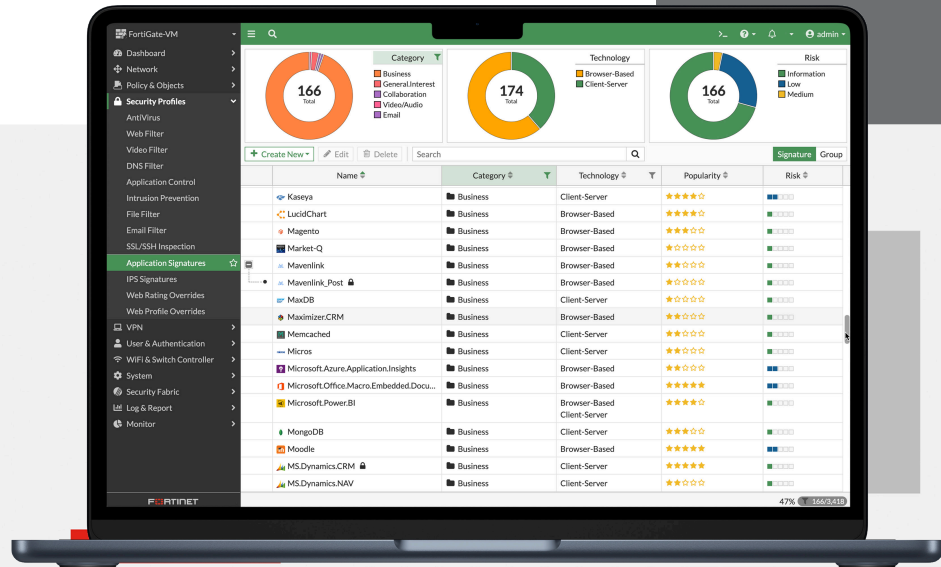 FortiGate-VM
admin
Dashboard
Network
Policy & Objects
Security Profiles
AntiVirus
Web Filter
Video Filter
DNS Filter
Application Control
Intrusion Prevention
File Filter
Email Filter
SSL/SSH Inspection
Application Signatures
IPS Signatures
Web Rating Overrides
Web Profile Overrides
VPN
User & Authentication
WiFi & Switch Controller
System
Security Fabric
Log & Report
Monitor
FORTINET
166
Total
Category
Business
General.Interest
Collaboration
Video/Audio
Email
174
Total
Technology
Browser-Based
Client-Server
166
Total
Risk
Information
Low
Medium
+ Create New Edit Delete Search Signature Group
Name Category Technology Popularity Risk
Kaseya Business Client-Server
LucidChart Business Browser-Based
Magento Business Browser-Based
Market-Q Business Browser-Based
Mavenlink Business Browser-Based
Mavenlink_Post Business Browser-Based
MaxDB Business Client-Server
Maximizer.CRM Business Browser-Based
Memcached Business Client-Server
Micros Business Client-Server
Microsoft.Azure.Application.Insights Business Browser-Based
Microsoft.Office.Macro.Embedded.Docu... Business Browser-Based
Microsoft.Power.BI Business Browser-Based
Client-Server
MongoDB Business Client-Server
Moodle Business Browser-Based
MS.Dynamics.CRM Business Client-Server
MS.Dynamics.NAV Business Client-Server
47% 166/3,418